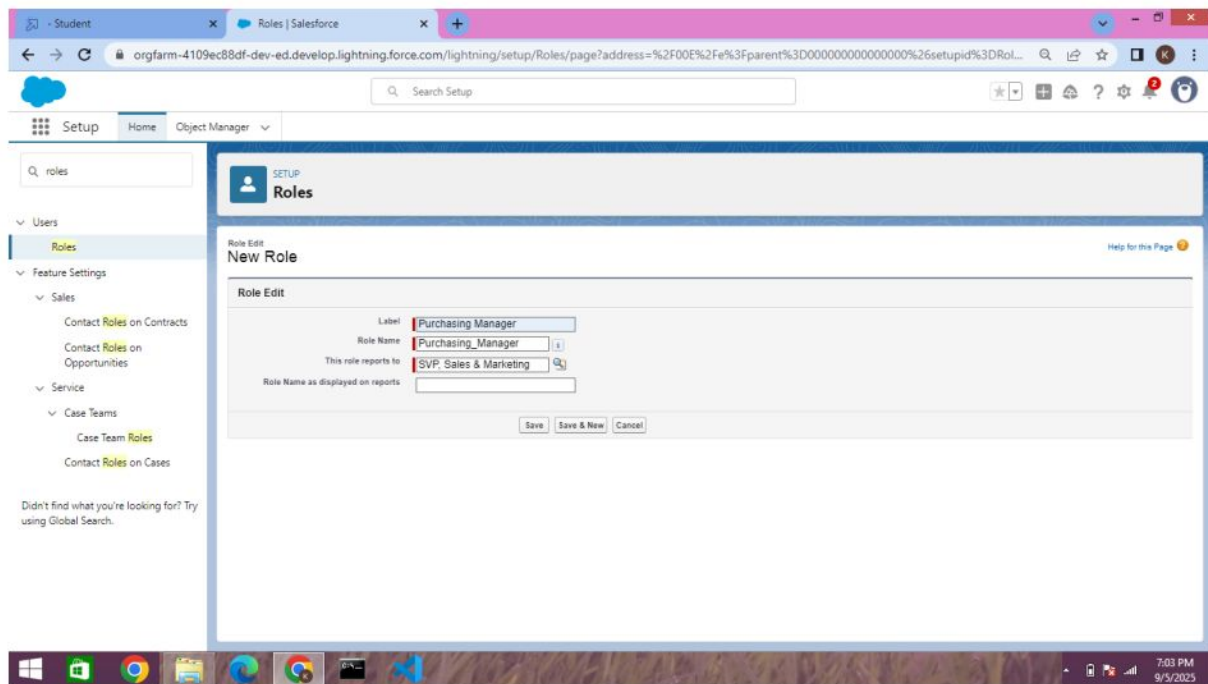 - Student
Roles | Salesforce
orgfarm-4109ec88df-dev-ed.develop.lightning.force.com/lightning/setup/Roles/page?address=%2F00E%2Fe%3Fparent%3D000000000000000%26setupid%3DRol...
K
Search Setup
2
Setup
Home
Object Manager
roles
SETUP
Roles
Users
Roles
Feature Settings
Sales
Contact Roles on Contracts
Contact Roles on
Opportunities
Service
Case Teams
Case Team Roles
Contact Roles on Cases
Didn't find what you're looking for? Try
using Global Search.
Role Edit
New Role
Help for this Page
Role Edit
Label Purchasing Manager
Role Name Purchasing_Manager
This role reports to SVP, Sales & Marketing
Role Name as displayed on reports
Save Save & New Cancel
7:03 PM
9/5/2025